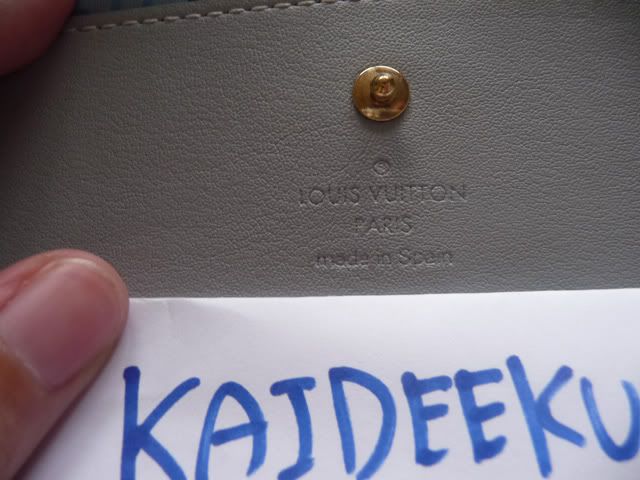 LOUIS VUITTON
PARIS
made in Spain
KAIDEEKU